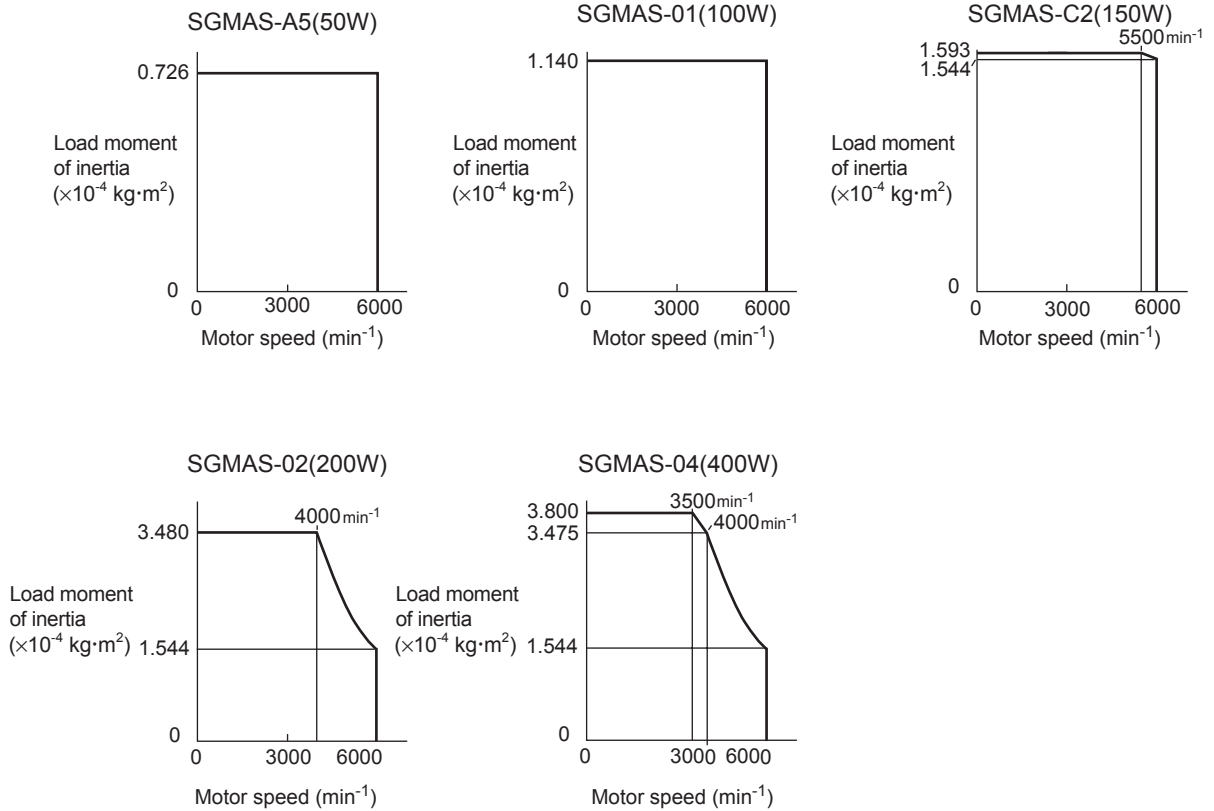 SGMAS-A5(50W)
0.726
Load moment
of inertia
(×10⁻⁴ kg·m²)
0
0 3000 6000
Motor speed (min⁻¹)
SGMAS-01(100W)
1.140
Load moment
of inertia
(×10⁻⁴ kg·m²)
0
0 3000 6000
Motor speed (min⁻¹)
SGMAS-C2(150W)
5500min⁻¹
1.593
1.544
Load moment
of inertia
(×10⁻⁴ kg·m²)
0
0 3000 6000
Motor speed (min⁻¹)
SGMAS-02(200W)
4000min⁻¹
3.480
Load moment
of inertia
(×10⁻⁴ kg·m²)
1.544
0
0 3000 6000
Motor speed (min⁻¹)
SGMAS-04(400W)
3500min⁻¹
3.800
4000min⁻¹
3.475
Load moment
of inertia
(×10⁻⁴ kg·m²)
1.544
0
0 3000 6000
Motor speed (min⁻¹)